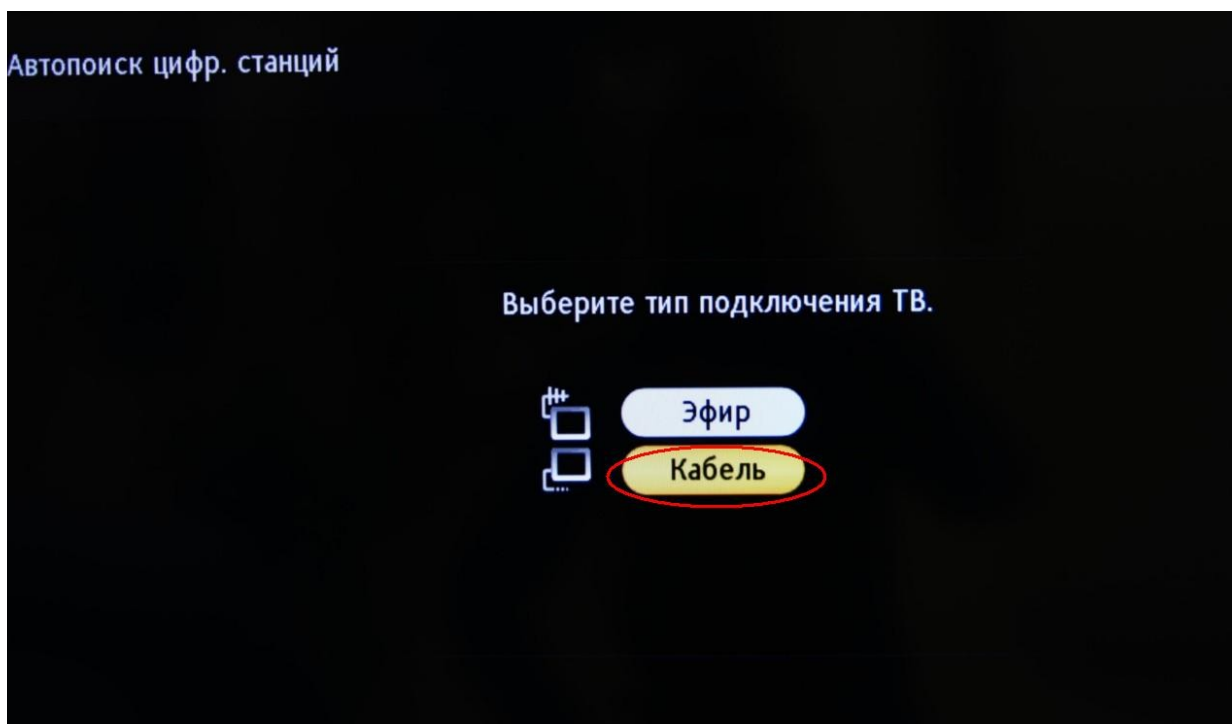 Автопоиск цифр. станций
Выберите тип подключения ТВ.
Эфир
Кабель